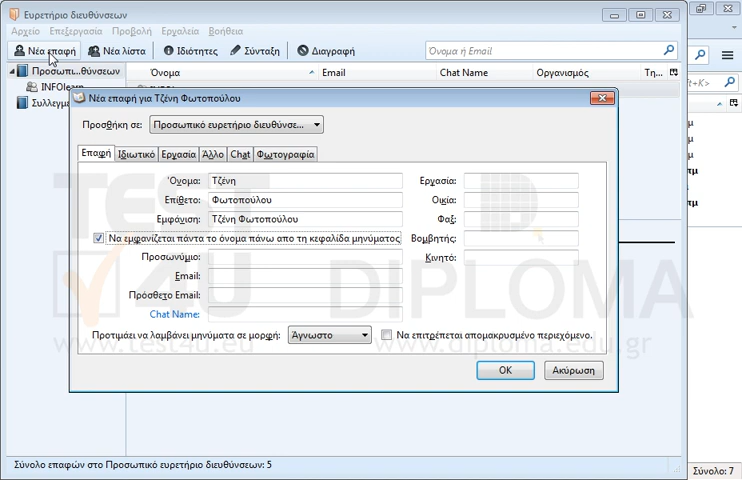 Ευρετήριο διευθύνσεων
Αρχείο Επεξεργασία Προβολή Εργαλεία Βοήθεια
Νέα επαφή Νέα λίστα Ιδιότητες Σύνταξη Διαγραφή Όνομα ή Email
Προσωπι...θύνσεων Όνομα Email Chat Name Οργανισμός Τη...
INFOlearn
Συλλεγμέ
Νέα επαφή για Τζένη Φωτοπούλου
Προσθήκη σε: Προσωπικό ευρετήριο διευθύνσε...
Επαφή Ιδιωτικό Εργασία Άλλο Chat Φωτογραφία
Όνομα: Τζένη Εργασία:
Επίθετο: Φωτοπούλου Οικία:
Εμφάνιση: Τζένη Φωτοπούλου Φαξ:
Να εμφανίζεται πάντα το όνομα πάνω απο τη κεφαλίδα μηνύματος Βομβητής:
Προσωνύμιο: Κινητό:
Email:
Πρόσθετο Email:
Chat Name:
Προτιμάει να λαμβάνει μηνύματα σε μορφή: Άγνωστο Να επιτρέπεται απομακρυσμένο περιεχόμενο.
OK Ακύρωση
Σύνολο επαφών στο Προσωπικό ευρετήριο διευθύνσεων: 5
Σύνολο: 7
TEST4U DIPLOMA
www.test4u.eu www.diploma.edu.gr